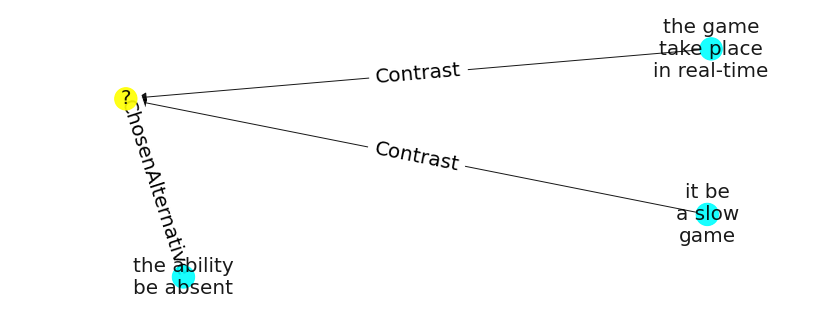 the game
take place
in real-time
Contrast
?
ChosenAlternative
Contrast
it be
a slow
game
the ability
be absent